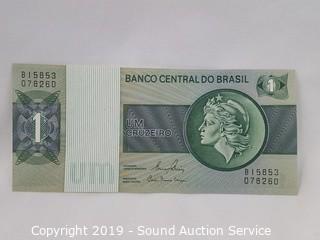 B15853
078260
BANCO CENTRAL DO BRASIL
1
1
UM
CRUZEIRO
um
B15853
078260
Copyright © 2019 - Sound Auction Service